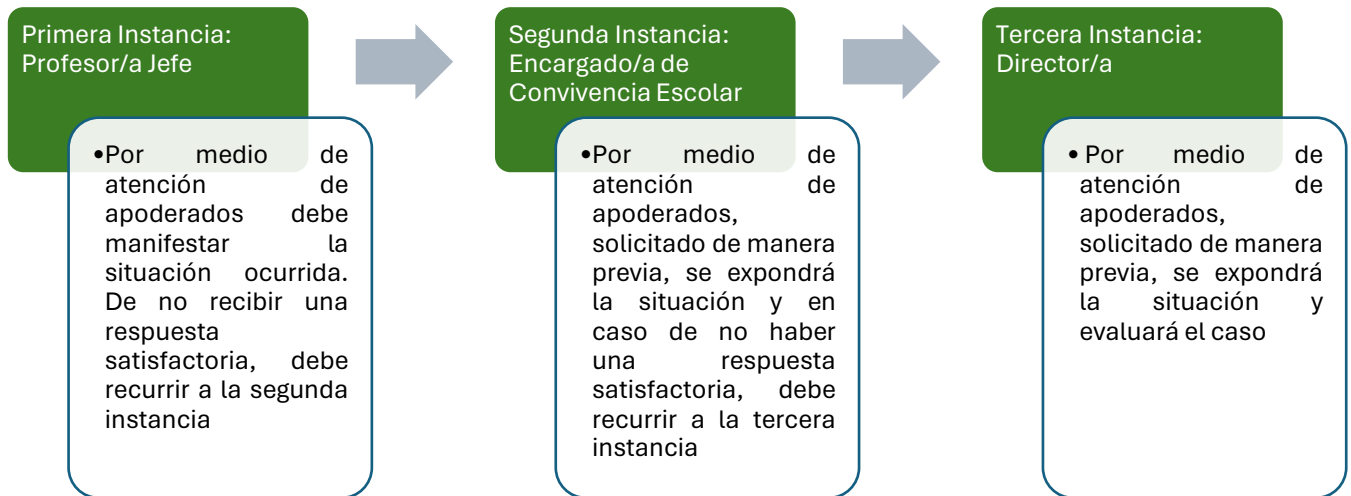 Primera Instancia:
Profesor/a Jefe
•Por medio de
atención de
apoderados debe
manifestar la
situación ocurrida.
De no recibir una
respuesta
satisfactoria, debe
recurrir a la segunda
instancia
Segunda Instancia:
Encargado/a de
Convivencia Escolar
•Por medio de
atención de
apoderados,
solicitado de manera
previa, se expondrá
la situación y en
caso de no haber
una respuesta
satisfactoria, debe
recurrir a la tercera
instancia
Tercera Instancia:
Director/a
• Por medio de
atención de
apoderados,
solicitado de manera
previa, se expondrá
la situación y
evaluará el caso